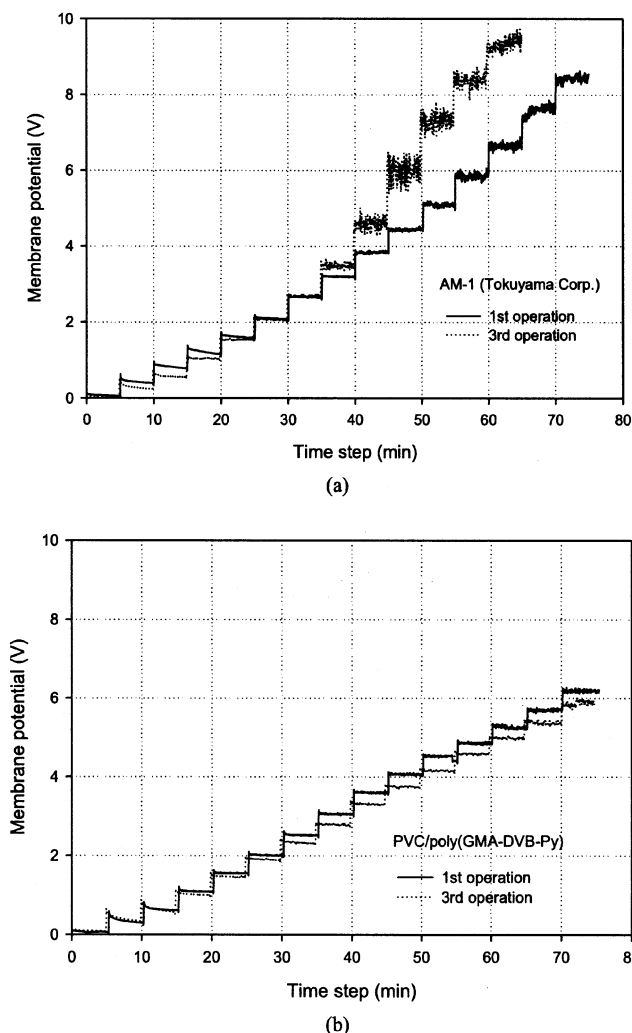 (a)
10
8
6
4
2
0
Membrane potential (V)
AM-1 (Tokuyama Corp.)
1st operation
3rd operation
0 10 20 30 40 50 60 70 80
Time step (min)
(a)
10
8
6
4
2
0
Membrane potential (V)
PVC/poly(GMA-DVB-Py)
1st operation
3rd operation
0 10 20 30 40 50 60 70 8
Time step (min)
(b)